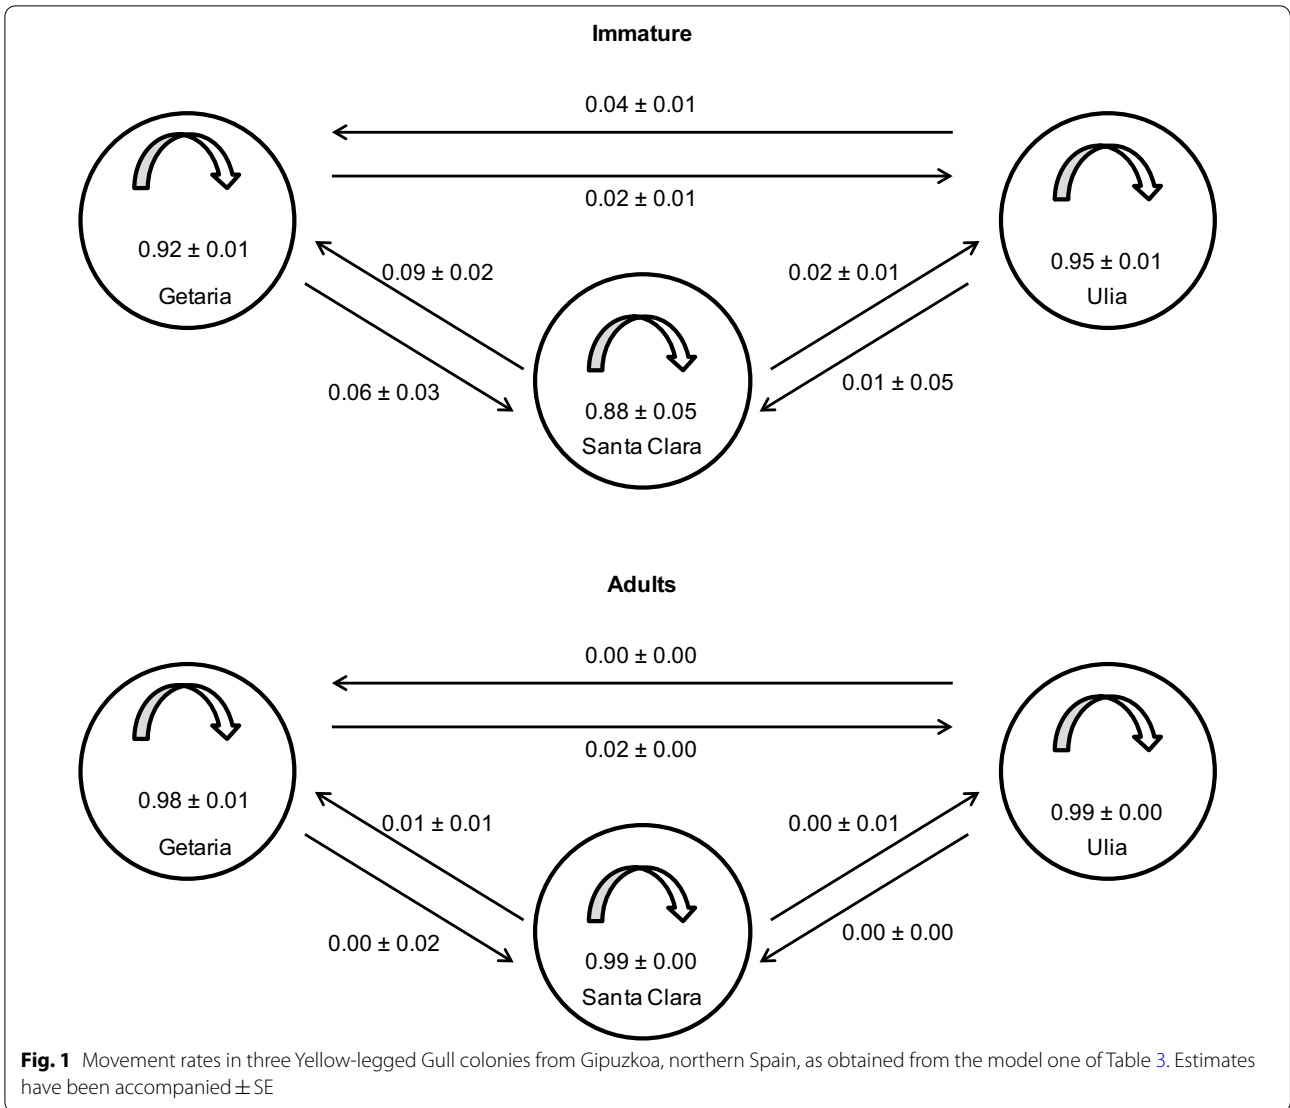 Immature
0.04 ± 0.01
0.02 ± 0.01
0.92 ± 0.01
Getaria
0.95 ± 0.01
Ulia
0.09 ± 0.02
0.02 ± 0.01
0.06 ± 0.03
0.01 ± 0.05
0.88 ± 0.05
Santa Clara
Adults
0.00 ± 0.00
0.02 ± 0.00
0.98 ± 0.01
Getaria
0.99 ± 0.00
Ulia
0.01 ± 0.01
0.00 ± 0.01
0.00 ± 0.02
0.00 ± 0.00
0.99 ± 0.00
Santa Clara
Fig. 1 Movement rates in three Yellow-legged Gull colonies from Gipuzkoa, northern Spain, as obtained from the model one of Table 3. Estimates
have been accompanied ± SE